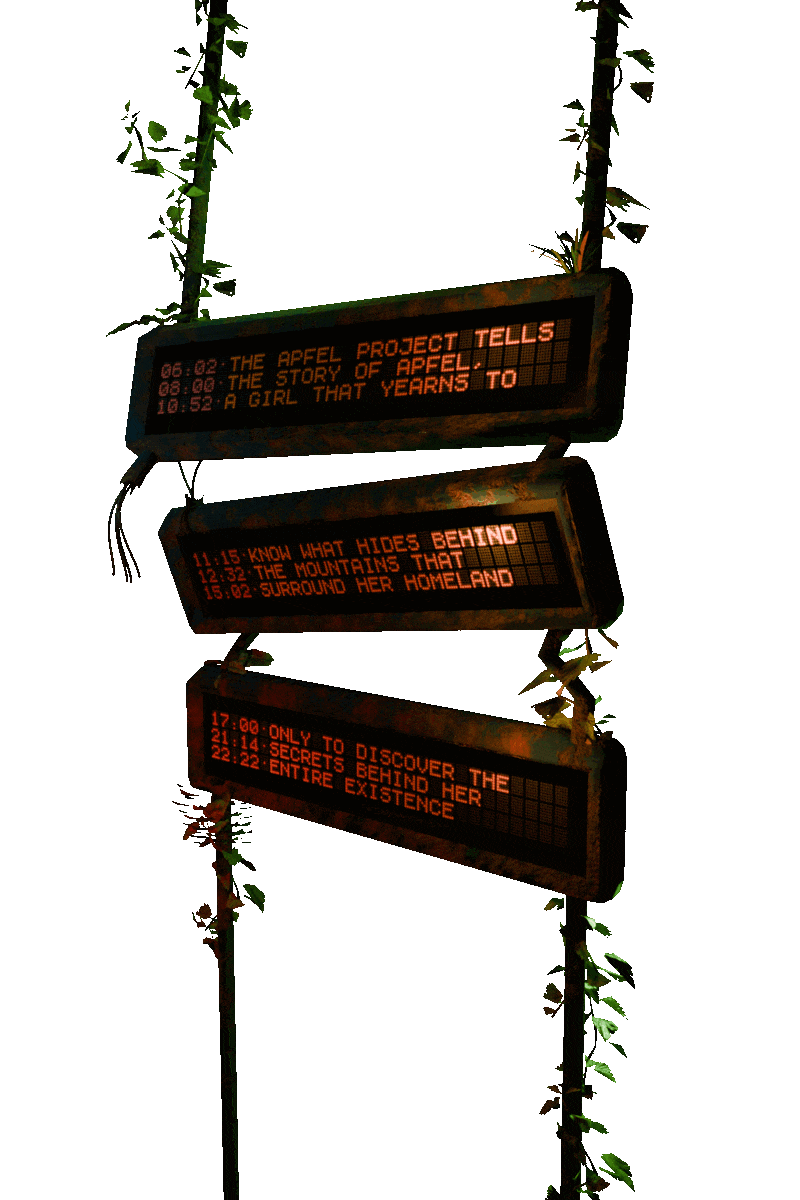 06:02·THE APFEL PROJECT TELLS
08:00·THE STORY OF APFEL,
10:52·A GIRL THAT YEARNS TO
11:15·KNOW WHAT HIDES BEHIND
12:32·THE MOUNTAINS THAT
15:02·SURROUND HER HOMELAND
17:00·ONLY TO DISCOVER THE
21:14·SECRETS BEHIND HER
22:22·ENTIRE EXISTENCE